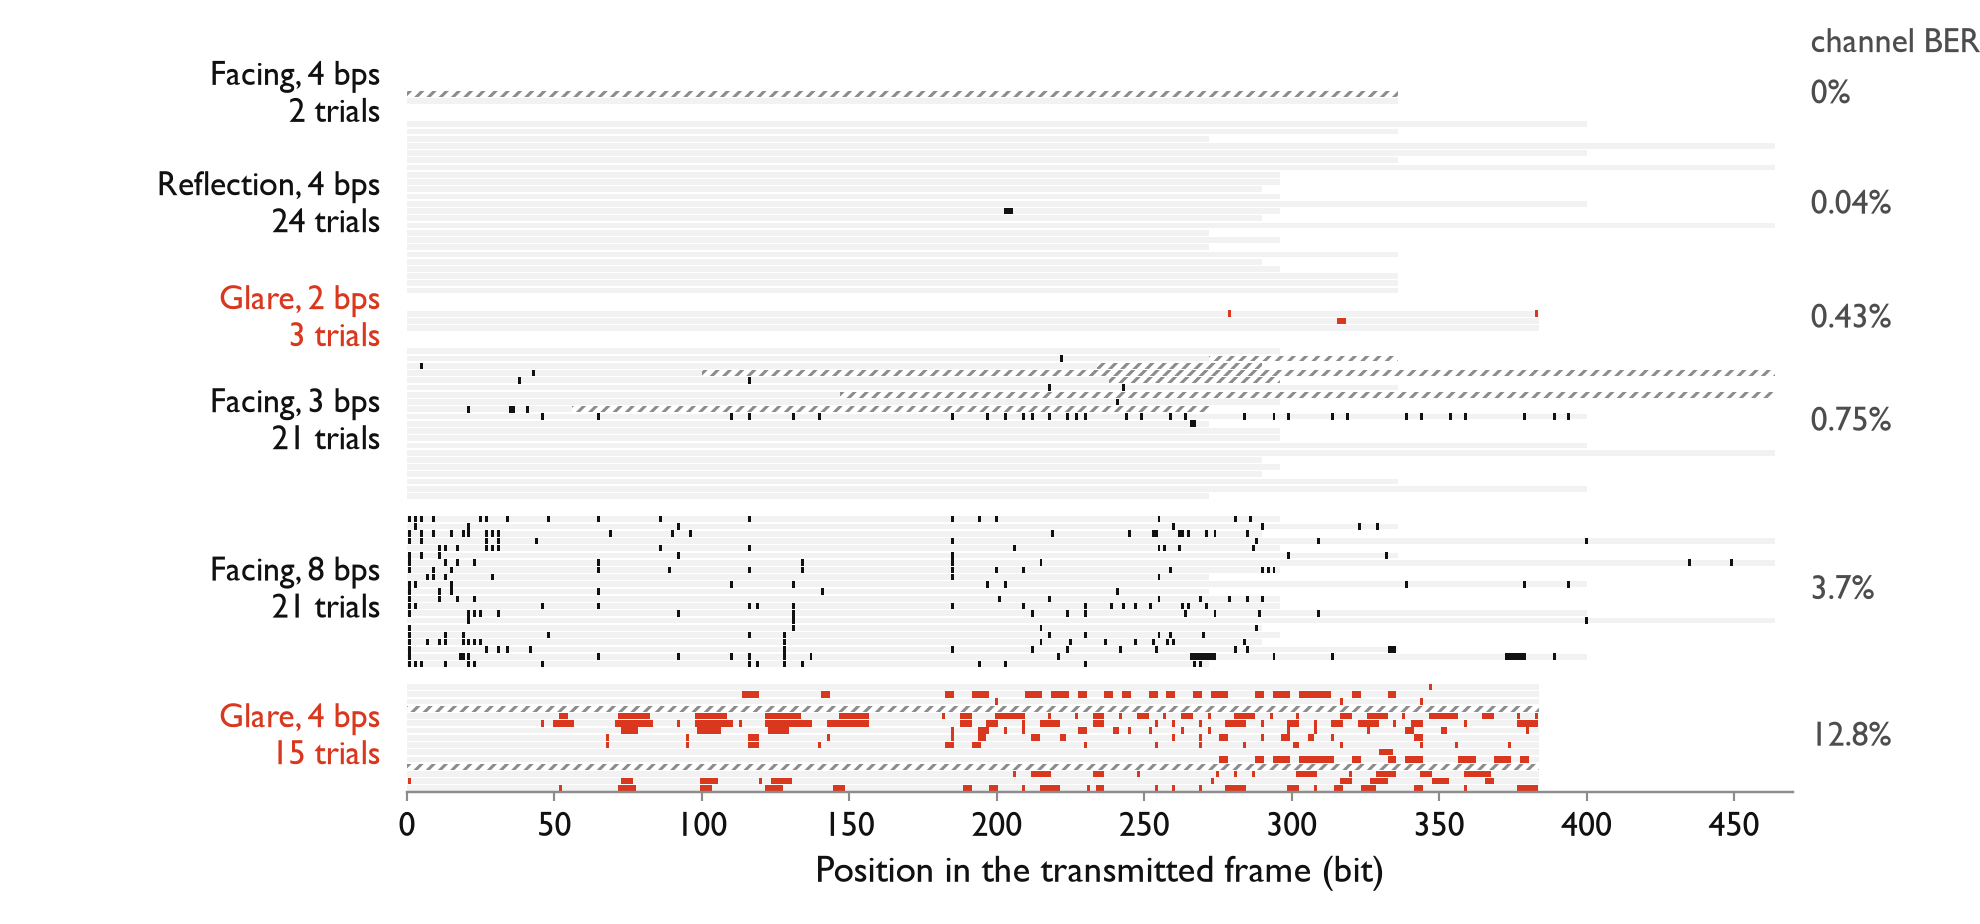 channel BER
Facing, 4 bps
2 trials
0%
Reflection, 4 bps
24 trials
0.04%
Glare, 2 bps
3 trials
0.43%
Facing, 3 bps
21 trials
0.75%
Facing, 8 bps
21 trials
3.7%
Glare, 4 bps
15 trials
12.8%
0 50 100 150 200 250 300 350 400 450
Position in the transmitted frame (bit)